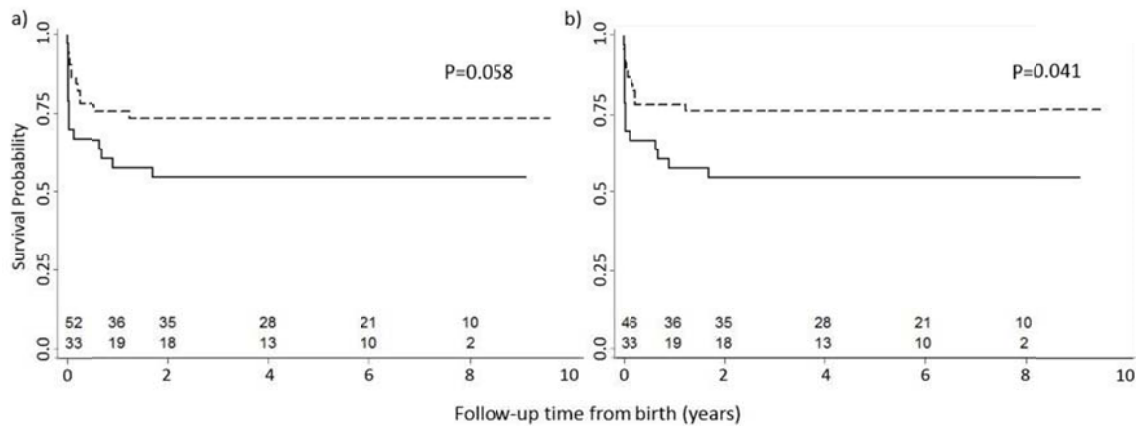 a)
Survival Probability
1.0
0.75
0.5
0.25
0.0
P=0.058
52 36 35 28 21 10
33 19 18 13 10 2
0 2 4 6 8 10
b)
1.0
0.75
0.5
0.25
0.0
P=0.041
46 36 35 28 21 10
33 19 18 13 10 2
0 2 4 6 8 10
Follow-up time from birth (years)